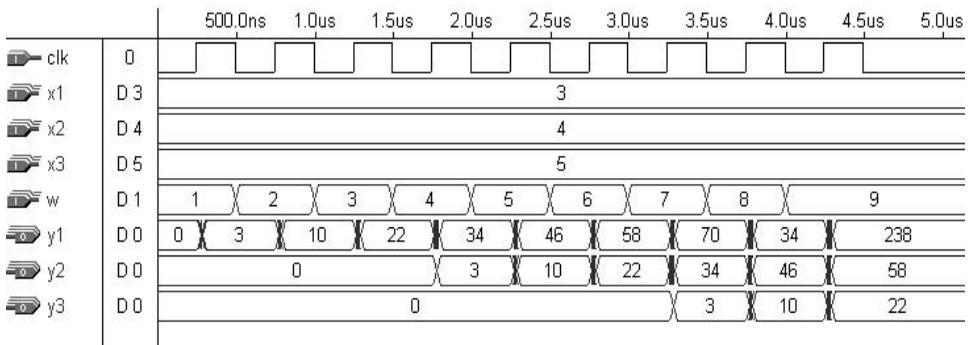 500.0ns 1.0us 1.5us 2.0us 2.5us 3.0us 3.5us 4.0us 4.5us 5.0us
clk 0
x1 D 3 3
x2 D 4 4
x3 D 5 5
w D 1 1 2 3 4 5 6 7 8 9
y1 D 0 0 3 10 22 34 46 58 70 34 238
y2 D 0 0 3 10 22 34 46 58
y3 D 0 0 3 10 22